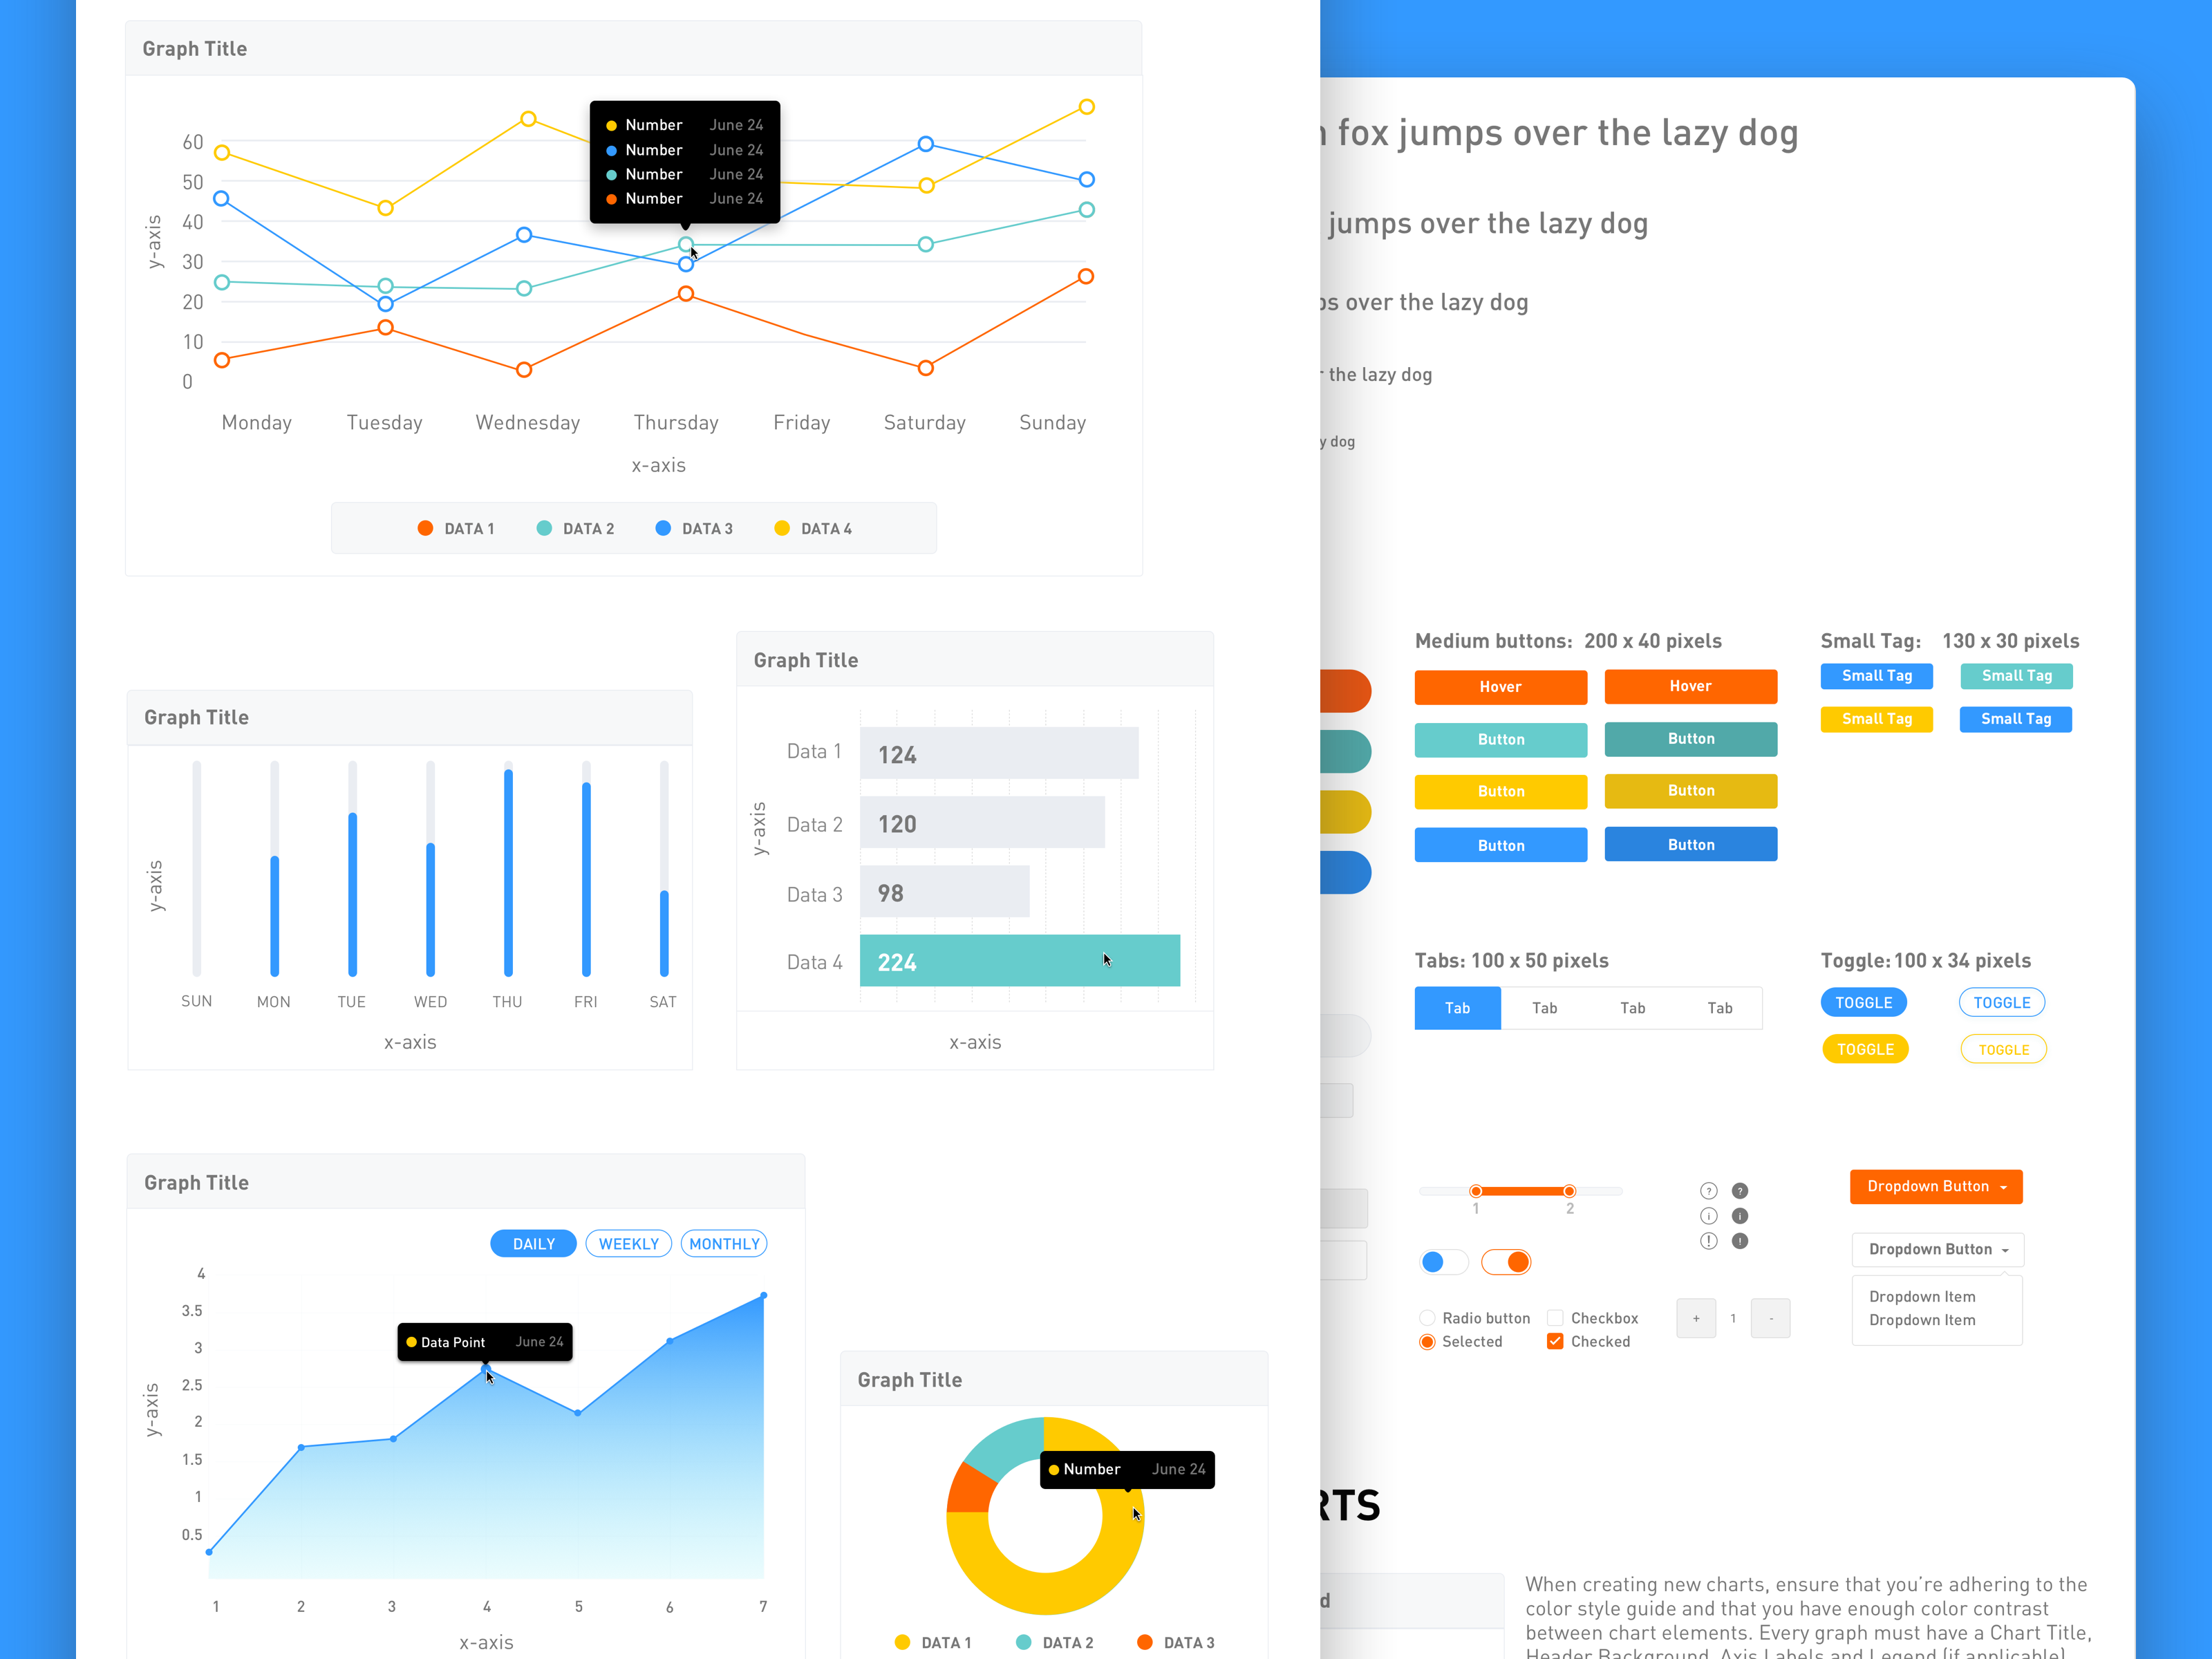 Graph Title
Number June 24
Number June 24
Number June 24
Number June 24
60
50
40
30
20
10
0
y-axis
Monday Tuesday Wednesday Thursday Friday Saturday Sunday
x-axis
DATA 1 DATA 2 DATA 3 DATA 4
Graph Title
y-axis
SUN MON TUE WED THU FRI SAT
x-axis
Graph Title
y-axis
Data 1 124
Data 2 120
Data 3 98
Data 4 224
x-axis
Graph Title
DAILY WEEKLY MONTHLY
4
3.5
3
2.5
2
1.5
1
0.5
y-axis
Data Point June 24
1 2 3 4 5 6 7
x-axis
Graph Title
Number June 24
DATA 1 DATA 2 DATA 3
fox jumps over the lazy dog
jumps over the lazy dog
over the lazy dog
the lazy dog
dog
Medium buttons: 200 x 40 pixels
Hover Hover
Button Button
Button Button
Button Button
Small Tag: 130 x 30 pixels
Small Tag Small Tag
Small Tag Small Tag
Tabs: 100 x 50 pixels
Tab Tab Tab Tab
Toggle: 100 x 34 pixels
TOGGLE TOGGLE
TOGGLE TOGGLE
1 2
? ?
i i
! !
Radio button Checkbox
Selected Checked
+ 1 -
Dropdown Button
Dropdown Button
Dropdown Item
Dropdown Item
RTS
d
When creating new charts, ensure that you're adhering to the
color style guide and that you have enough color contrast
between chart elements. Every graph must have a Chart Title,
Header Background, Axis Labels and Legend (if applicable)